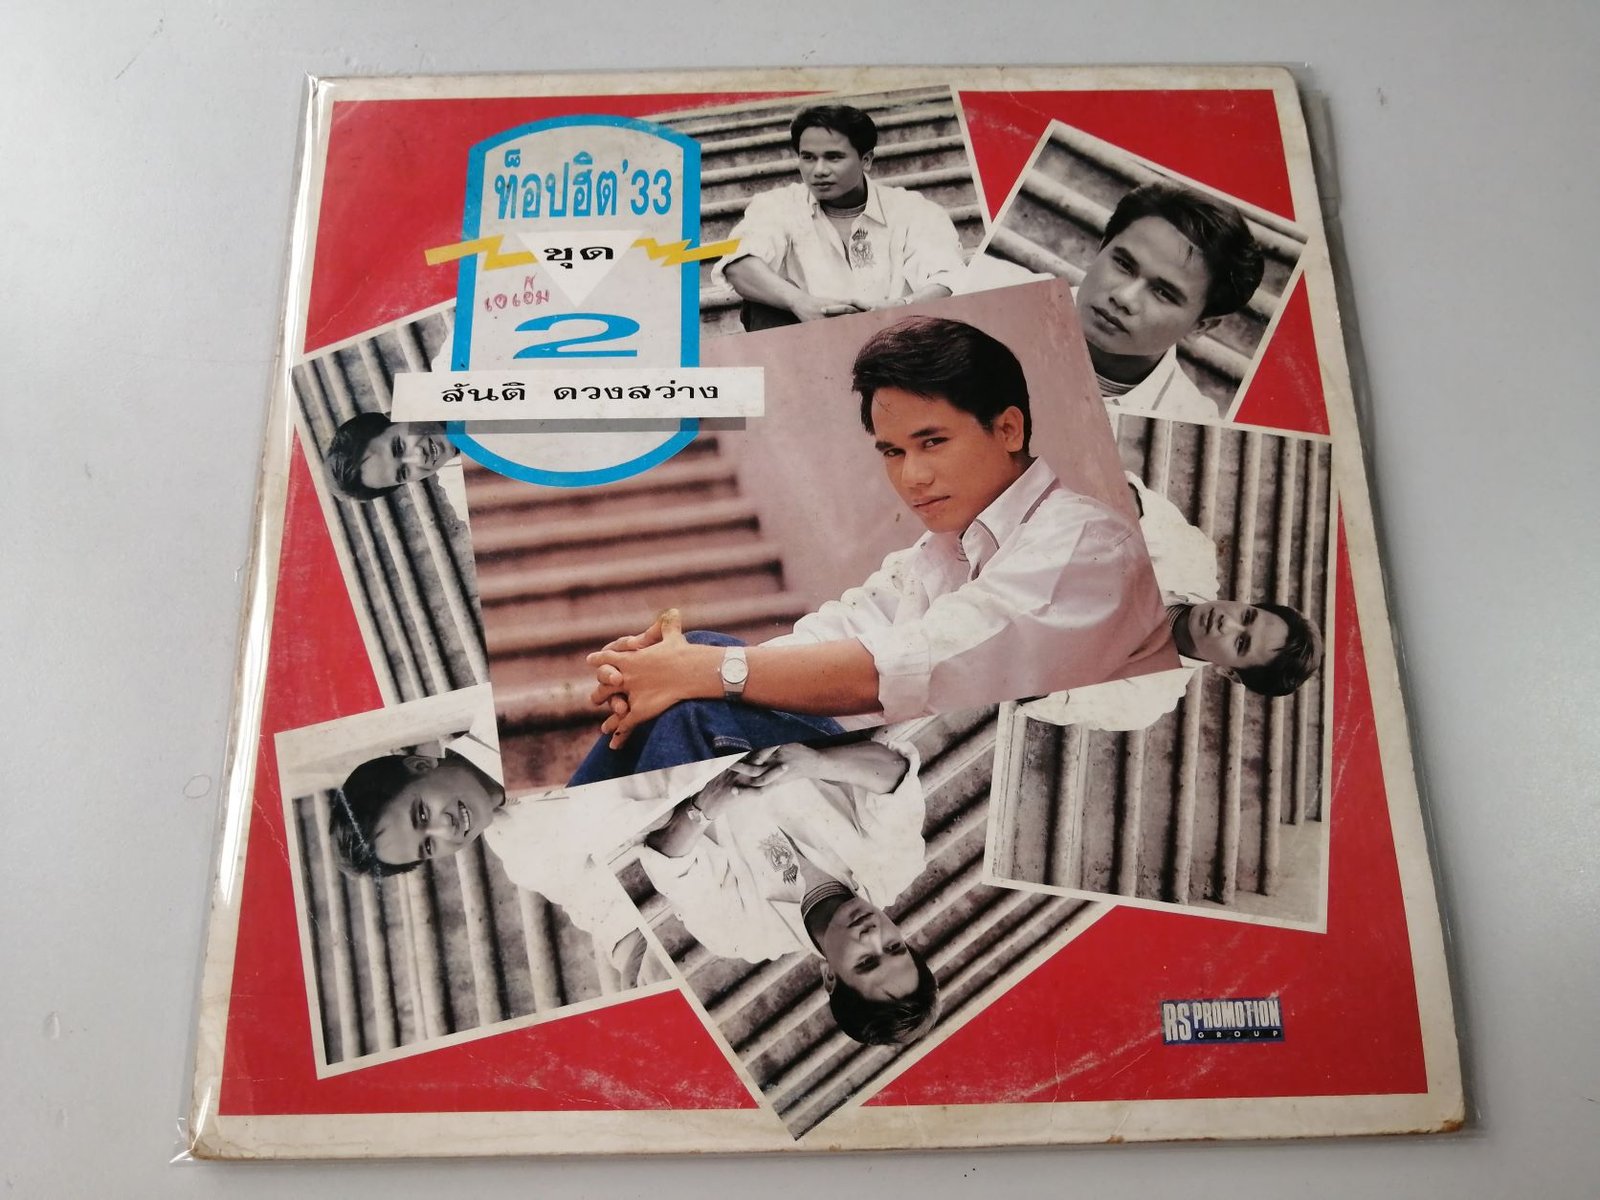 ท็อปฮิต'33
ชุด
เอเอ็ม
2
สันติ ดวงสว่าง
RS PROMOTION
GROUP